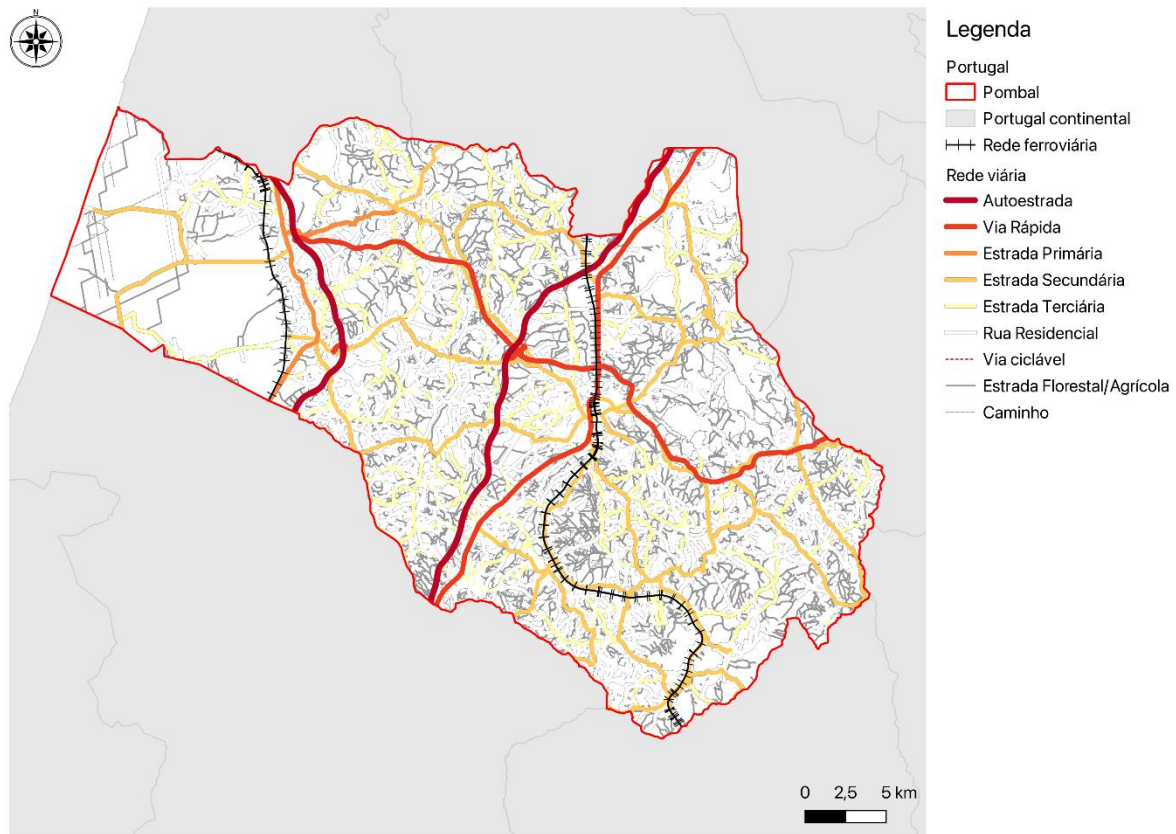 N
Legenda
Portugal
Pombal
Portugal continental
Rede ferroviária
Rede viária
Autoestrada
Via Rápida
Estrada Primária
Estrada Secundária
Estrada Terciária
Rua Residencial
Via ciclável
Estrada Florestal/Agrícola
Caminho
0 2,5 5 km